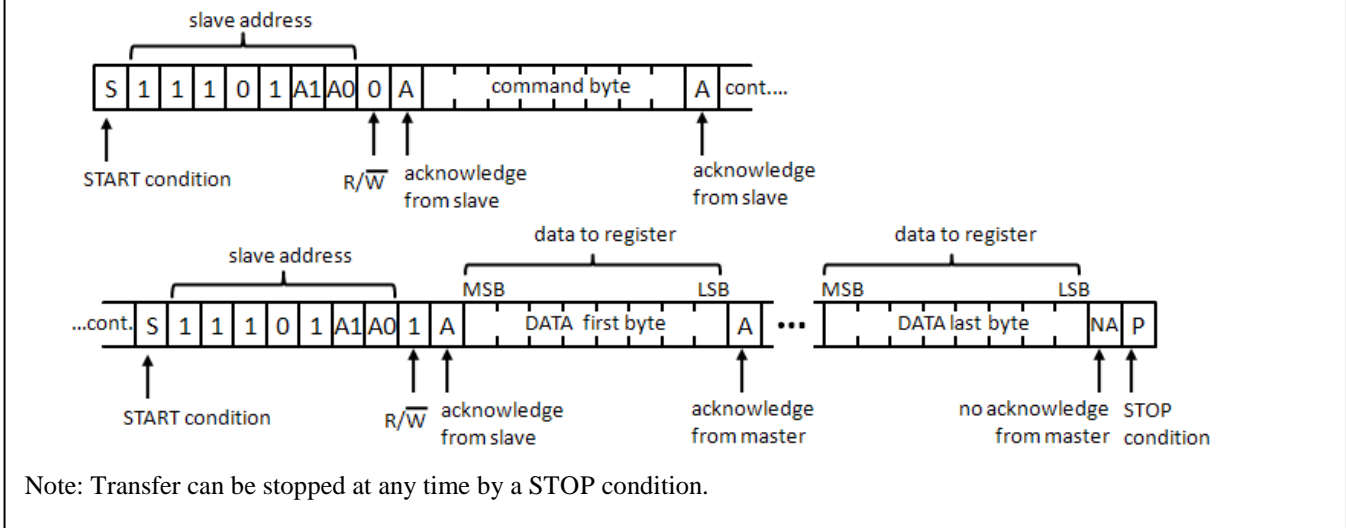 slave address
S 1 1 1 0 1 A1 A0 0 A command byte A cont....
START condition
R/W̅
acknowledge
from slave
acknowledge
from slave
data to register
data to register
slave address
MSB LSB MSB LSB
...cont. S 1 1 1 0 1 A1 A0 1 A DATA first byte A ••• DATA last byte NA P
START condition
R/W̅
acknowledge
from slave
acknowledge
from master
no acknowledge
from master
STOP
condition
Note: Transfer can be stopped at any time by a STOP condition.